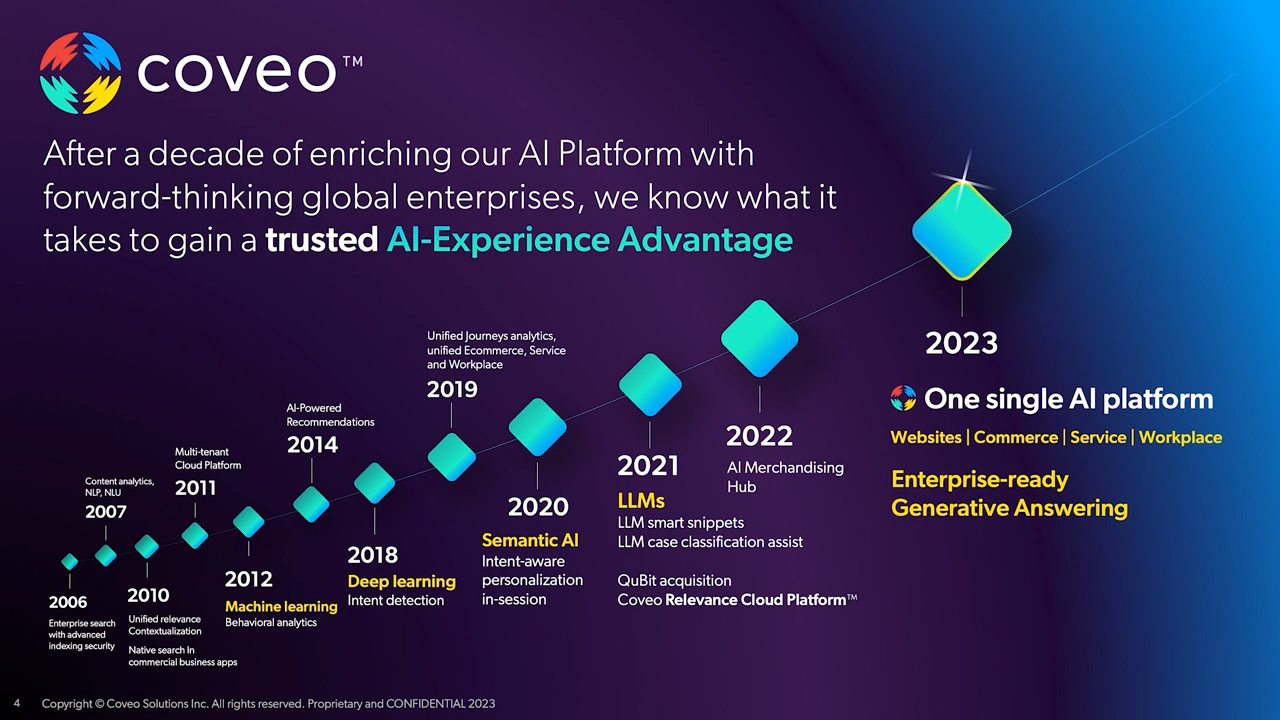 coveo™
After a decade of enriching our AI Platform with
forward-thinking global enterprises, we know what it
takes to gain a trusted AI-Experience Advantage
2006
Enterprise search
with advanced
indexing security
Content analytics,
NLP, NLU
2007
2010
Unified relevance
Contextualization
Native search In
commercial business apps
Multi-tenant
Cloud Platform
2011
2012
Machine learning
Behavioral analytics
AI-Powered
Recommendations
2014
2018
Deep learning
Intent detection
Unified Journeys analytics,
unified Ecommerce, Service
and Workplace
2019
2020
Semantic AI
Intent-aware
personalization
in-session
2021
LLMs
LLM smart snippets
LLM case classification assist
QuBit acquisition
Coveo Relevance Cloud Platform™
2022
AI Merchandising
Hub
2023
One single AI platform
Websites | Commerce | Service | Workplace
Enterprise-ready
Generative Answering
4 Copyright © Coveo Solutions Inc. All rights reserved. Proprietary and CONFIDENTIAL 2023